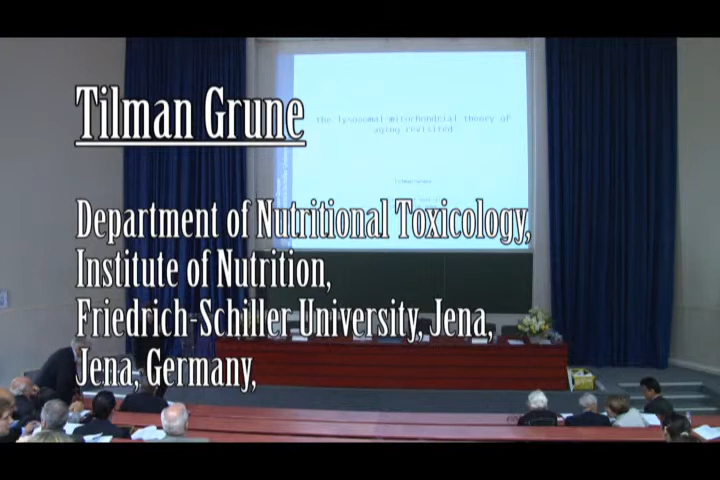 Tilman Grune
the lysosomal-mitochondrial theory of
aging revisited
Department of Nutritional Toxicology,
Institute of Nutrition,
Friedrich-Schiller University, Jena,
Jena, Germany,